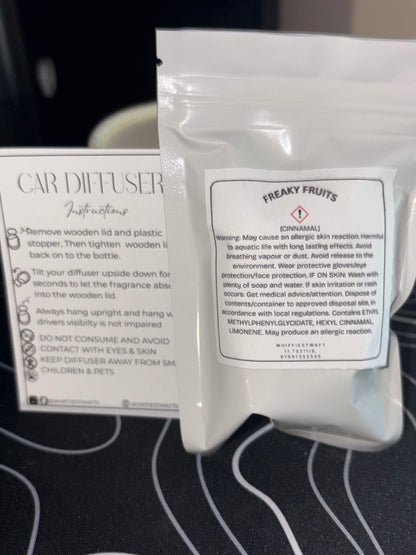 CAR DIFFUSER
Instructions
Remove wooden lid and plastic
stopper, Then tighten wooden li
back on to the bottle.
Tilt your diffuser upside down for
seconds to let the fragrance abso
into the wooden lid.
Always hang upright and
drivers visiblity is not impaired
DO NOT CONSUME AND AVOID
CONTACT WITH EYES & SKIN
KEEP DIFFUSER AWAY FROM SMA
CHILDREN & PETS
FREAKY FRUITS
[CINNAMAL]
Warning: May cause an allergic skin reaction. Harmful
to aquatic life with long lasting effects. Avoid
breathing vapour or dust. Avoid release to the
environment. Wear protective gloves/eye
protection/face protection. IF ON SKIN: Wash with
plenty of soap and water. If skin irritation or rash
occurs: Get medical advice/attention. Dispose of
contents/container to approved disposal site, in
accordance with local regulations. Contains ETHYL
METHYLPHENYLGLYCIDATE, HEXYL CINNAMAL,
LIMONENE. May produce an allergic reaction.
WHIFFIESTWAFT